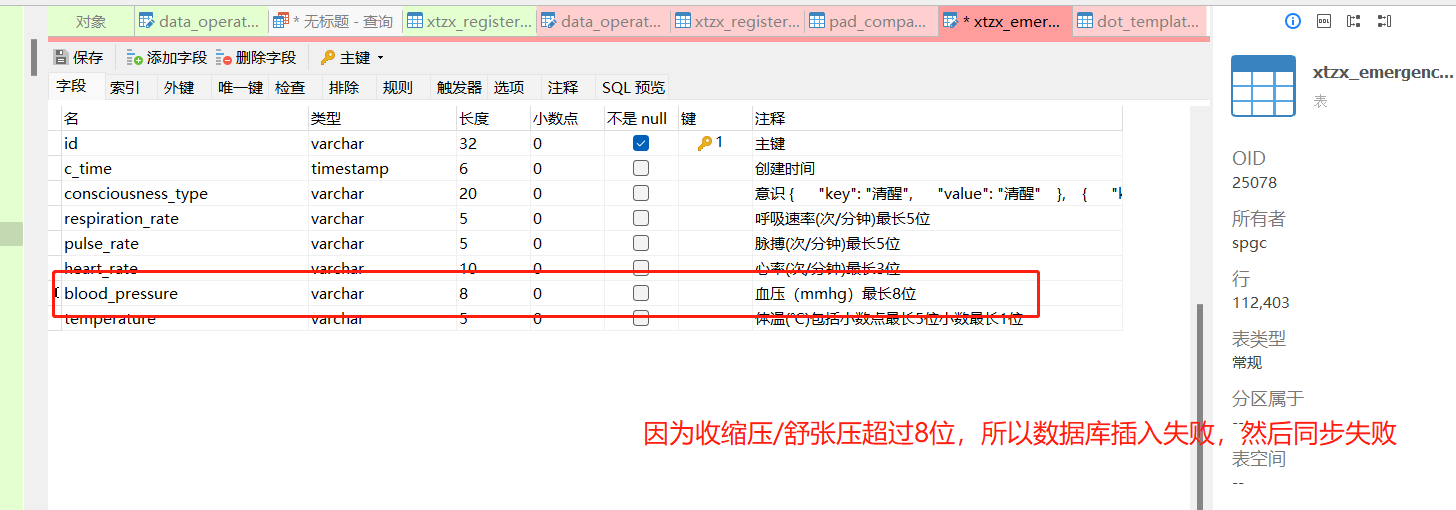 对象
data_operat...
* 无标题 - 查询
xtzx_register...
data_operat...
xtzx_register...
pad_compa...
* xtzx_emer...
dot_templat...
保存
添加字段
删除字段
主键
字段
索引
外键
唯一键
检查
排除
规则
触发器
选项
注释
SQL 预览
名 类型 长度 小数点 不是 null 键 注释
id varchar 32 0 1 主键
c_time timestamp 6 0 创建时间
consciousness_type varchar 20 0 意识 { "key": "清醒", "value": "清醒" }, { "k
respiration_rate varchar 5 0 呼吸速率(次/分钟)最长5位
pulse_rate varchar 5 0 脉搏(次/分钟)最长5位
heart_rate varchar 10 0 心率(次/分钟)最长3位
blood_pressure varchar 8 0 血压（mmhg）最长8位
temperature varchar 5 0 体温(℃)包括小数点最长5位小数最长1位
因为收缩压/舒张压超过8位，所以数据库插入失败，然后同步失败
DDL
xtzx_emergenc...
表
OID
25078
所有者
spgc
行
112,403
表类型
常规
分区属于
--
表空间
--